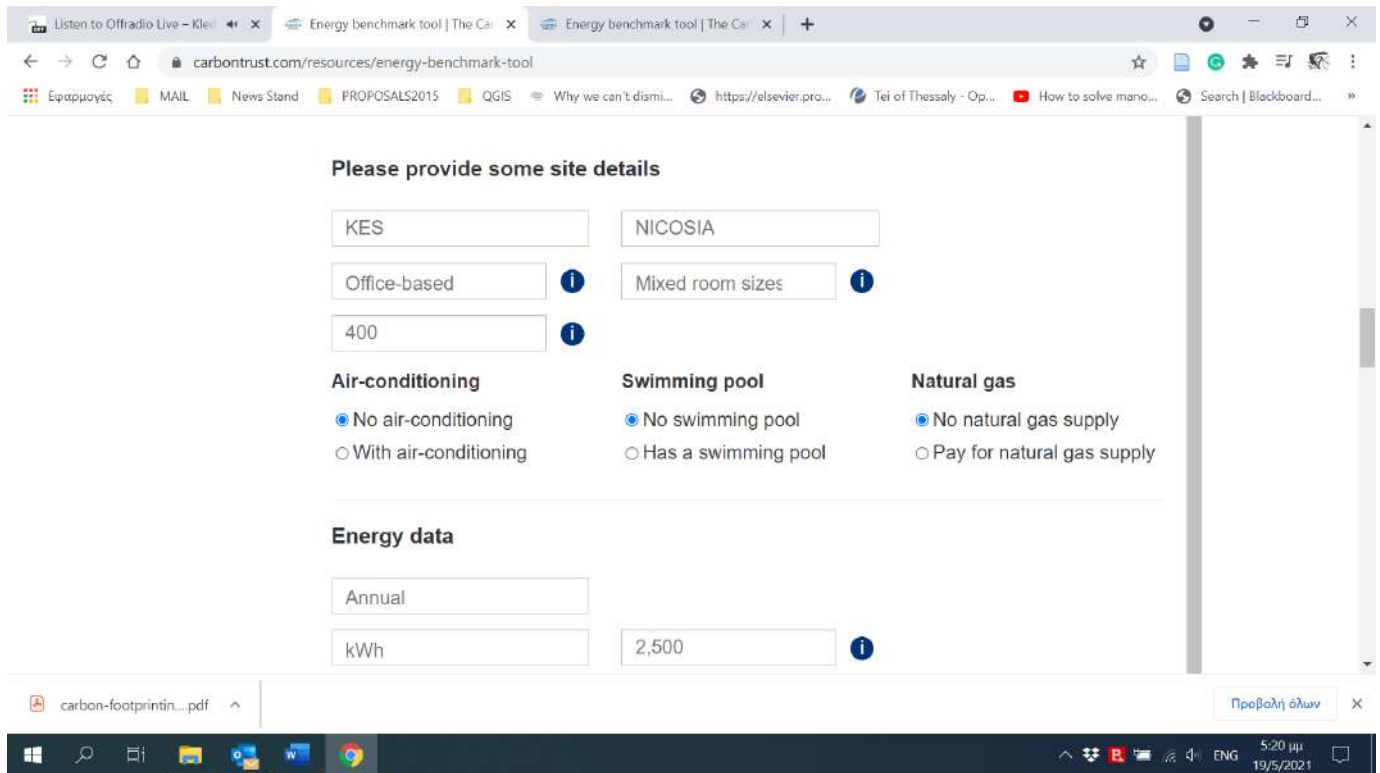 Listen to Offradio Live – Kled
Energy benchmark tool | The Car
Energy benchmark tool | The Car
carbontrust.com/resources/energy-benchmark-tool
Εφαρμογές MAIL News Stand PROPOSALS2015 QGIS Why we can't dismi... https://elsevier.pro... Tei of Thessaly - Op... How to solve mano... Search | Blackboard... »
Please provide some site details
KES NICOSIA
Office-based Mixed room sizes
400
Air-conditioning Swimming pool Natural gas
No air-conditioning No swimming pool No natural gas supply
With air-conditioning Has a swimming pool Pay for natural gas supply
Energy data
Annual
kWh 2,500
carbon-footprintin....pdf Προβολή όλων
ENG 5:20 μμ
19/5/2021